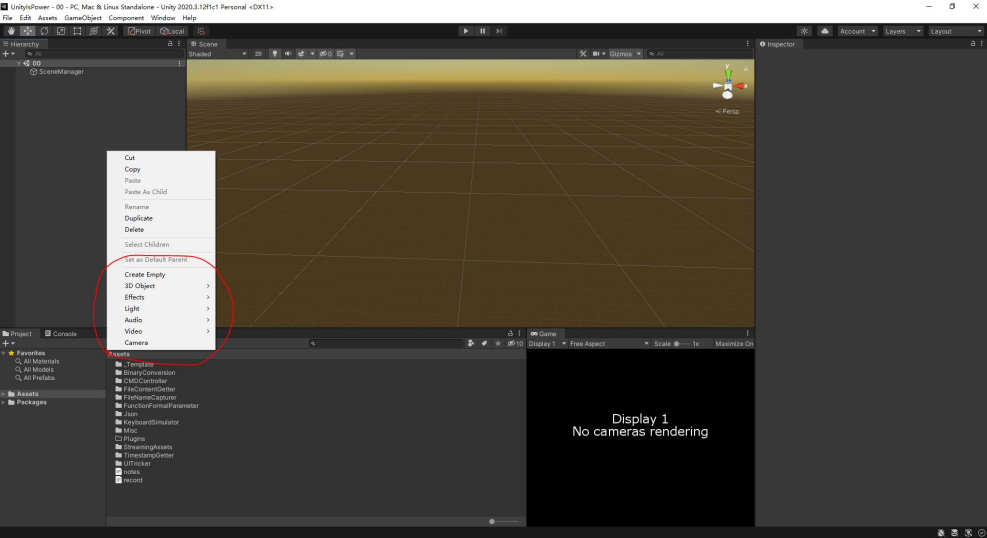 UnityIsPower - 00 - PC, Mac & Linux Standalone - Unity 2020.3.12f1c1 Personal <DX11>
File Edit Assets GameObject Component Window Help
Pivot Local
Account Layers Layout
Hierarchy
All
00
SceneManager
Scene
Shaded 2D 0 Gizmos All
y
Persp
Inspector
Cut
Copy
Paste
Paste As Child
Rename
Duplicate
Delete
Select Children
Set as Default Parent
Create Empty
3D Object
Effects
Light
Audio
Video
Camera
Project Console
10
Favorites
All Materials
All Models
All Prefabs
Assets
Packages
Assets
_Template
BinaryConversion
CMDController
FileContentGetter
FileNameCapturer
FunctionFormalParameter
Json
KeyboardSimulator
Misc
Plugins
StreamingAssets
TimestampGetter
UITricker
notes
record
Game
Display 1 Free Aspect Scale 1x Maximize On
Display 1
No cameras rendering